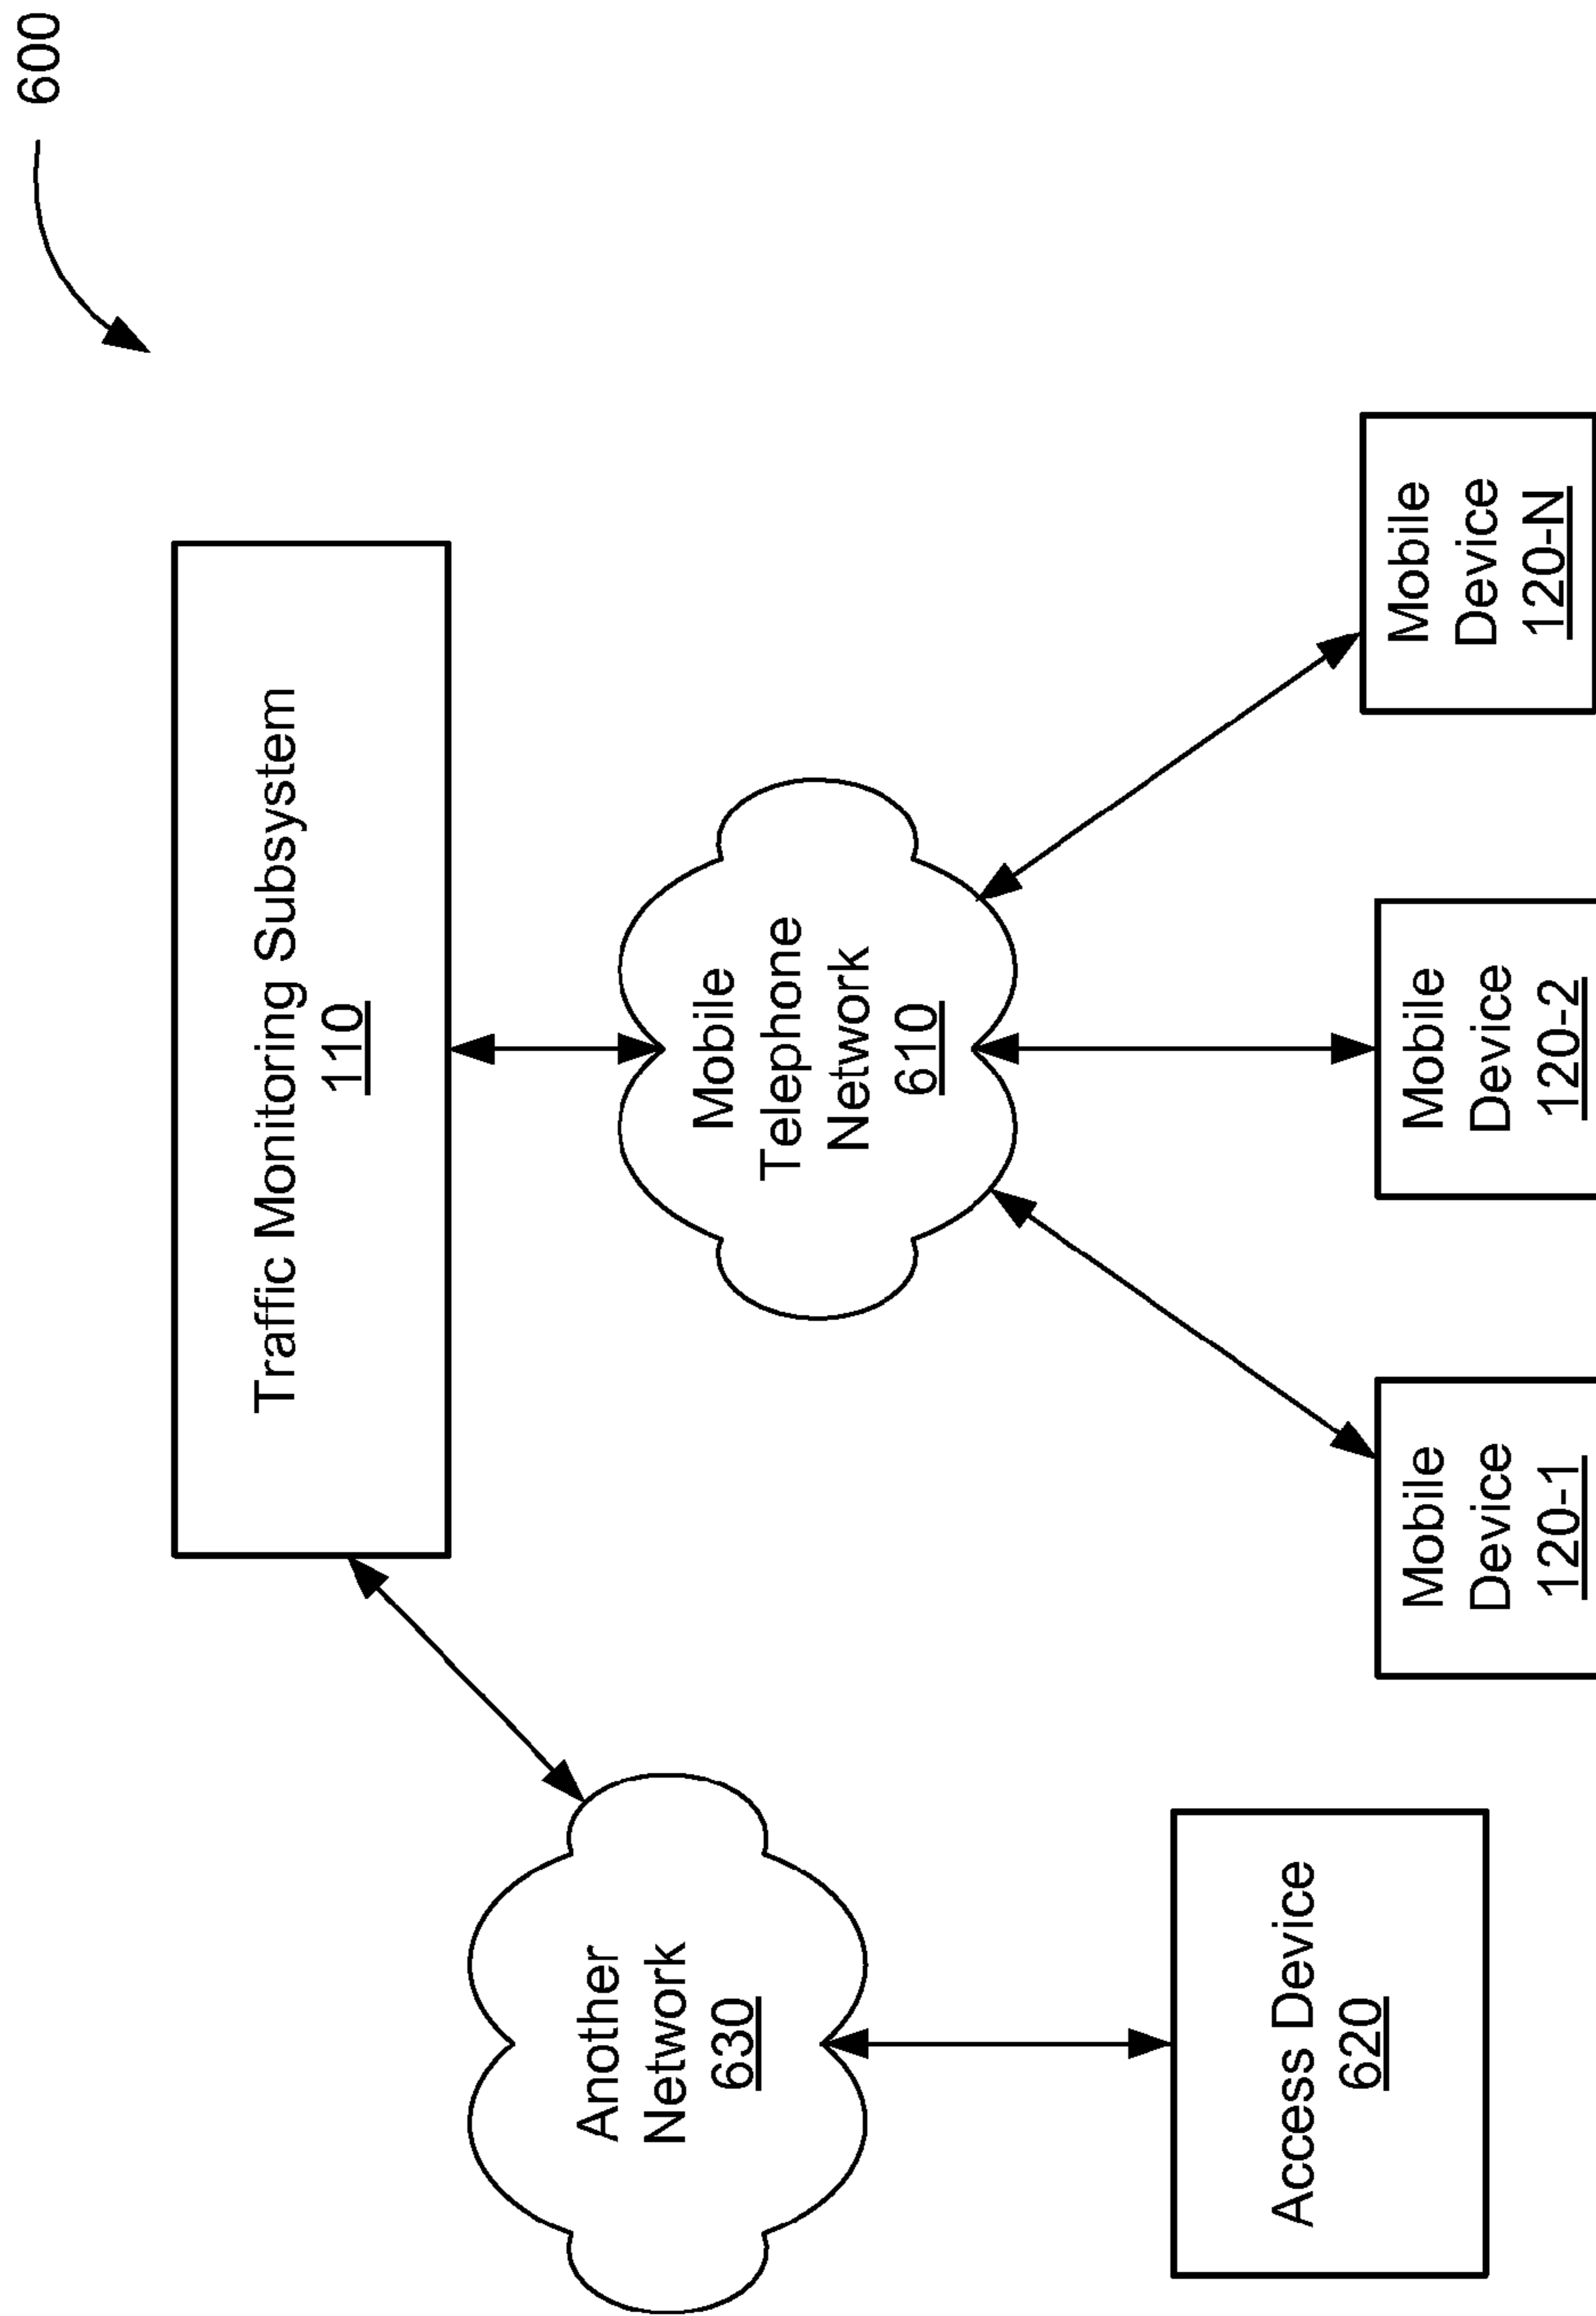 600
Traffic Monitoring Subsystem
110
Another
Network
630
Mobile
Telephone
Network
610
Access Device
620
Mobile
Device
120-1
Mobile
Device
120-2
Mobile
Device
120-N